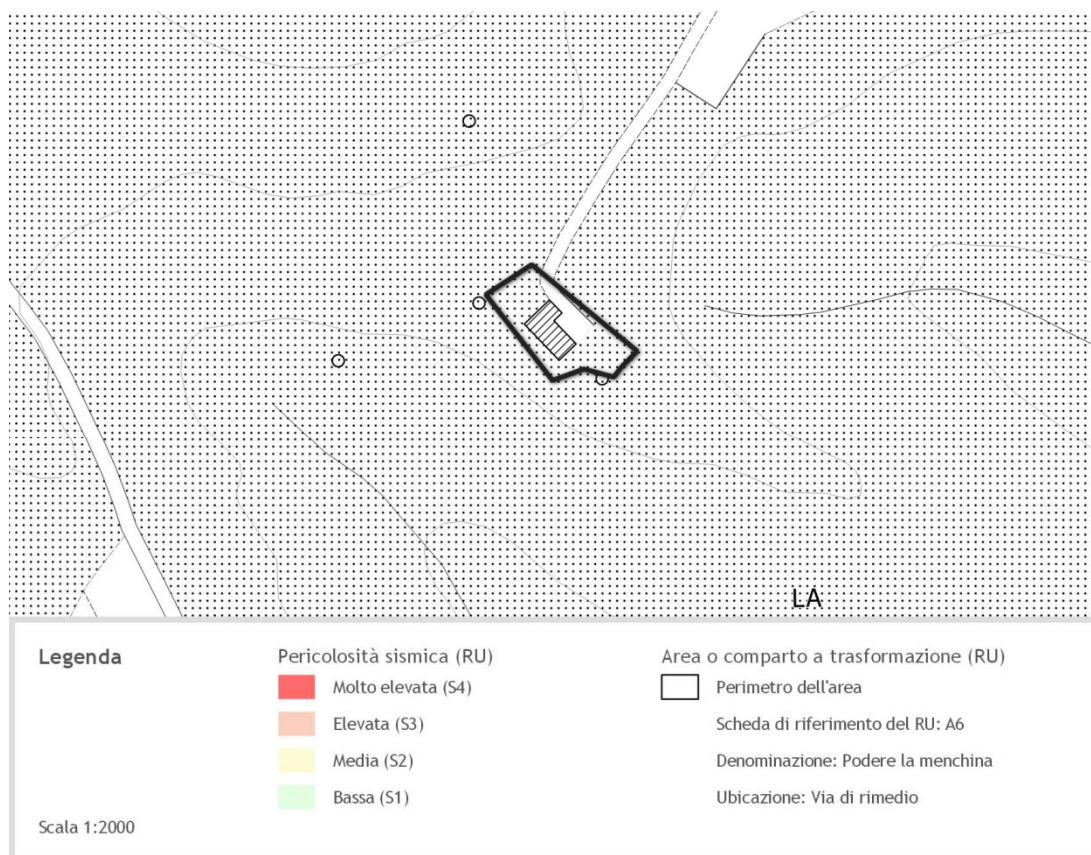 LA
Legenda
Pericolosità sismica (RU)
Molto elevata (S4)
Elevata (S3)
Media (S2)
Bassa (S1)
Area o comparto a trasformazione (RU)
Perimetro dell'area
Scheda di riferimento del RU: A6
Denominazione: Podere la menchina
Ubicazione: Via di rimedio
Scala 1:2000